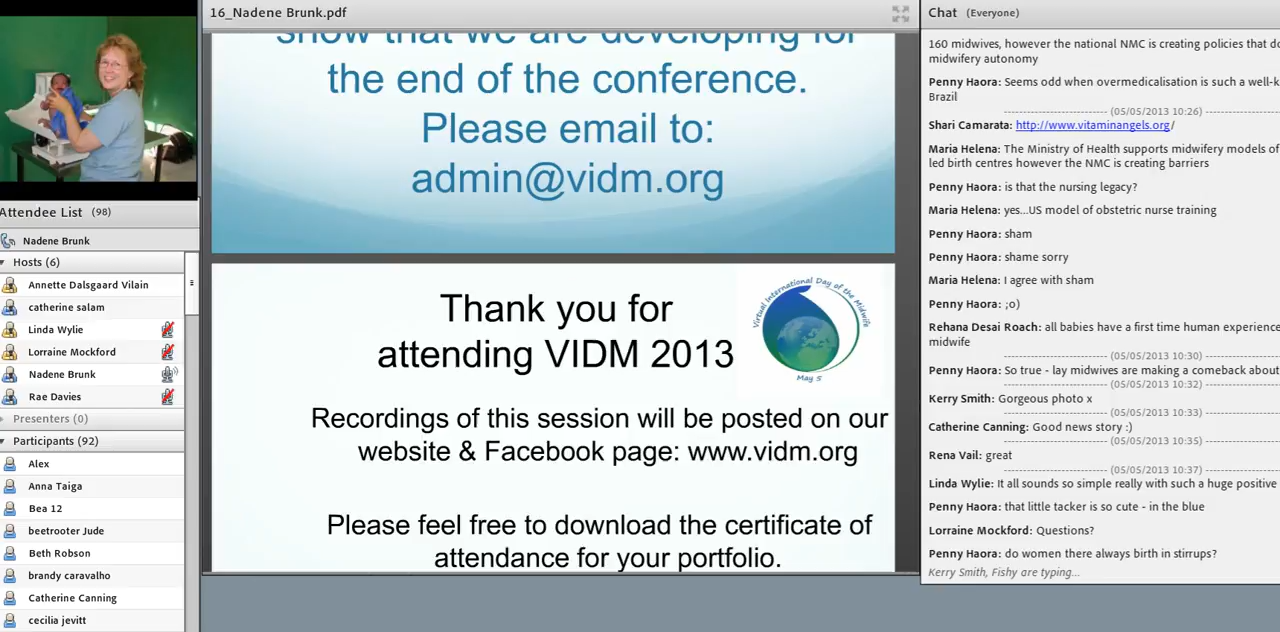 16_Nadene Brunk.pdf
Chat (Everyone)
show that we are developing for
the end of the conference.
Please email to:
admin@vidm.org
Attendee List (98)
Nadene Brunk
Hosts (6)
Annette Dalsgaard Vilain
catherine salam
Linda Wylie
Lorraine Mockford
Nadene Brunk
Rae Davies
Presenters (0)
Participants (92)
Alex
Anna Taiga
Bea 12
beetrooter Jude
Beth Robson
brandy caravalho
Catherine Canning
cecilia jevitt
Thank you for
attending VIDM 2013
Virtual International Day of the Midwife
May 5
Recordings of this session will be posted on our
website & Facebook page: www.vidm.org
Please feel free to download the certificate of
attendance for your portfolio.
160 midwives, however the national NMC is creating policies that do
midwifery autonomy
Penny Haora: Seems odd when overmedicalisation is such a well-k
Brazil
(05/05/2013 10:26)
Shari Camarata: http://www.vitaminangels.org/
Maria Helena: The Ministry of Health supports midwifery models of
led birth centres however the NMC is creating barriers
Penny Haora: is that the nursing legacy?
Maria Helena: yes...US model of obstetric nurse training
Penny Haora: sham
Penny Haora: shame sorry
Maria Helena: I agree with sham
Penny Haora: ;o)
Rehana Desai Roach: all babies have a first time human experience
midwife
(05/05/2013 10:30)
Penny Haora: So true - lay midwives are making a comeback about
(05/05/2013 10:32)
Kerry Smith: Gorgeous photo x
(05/05/2013 10:33)
Catherine Canning: Good news story :)
(05/05/2013 10:35)
Rena Vail: great
(05/05/2013 10:37)
Linda Wylie: It all sounds so simple really with such a huge positive
Penny Haora: that little tacker is so cute - in the blue
Lorraine Mockford: Questions?
Penny Haora: do women there always birth in stirrups?
Kerry Smith, Fishy are typing...